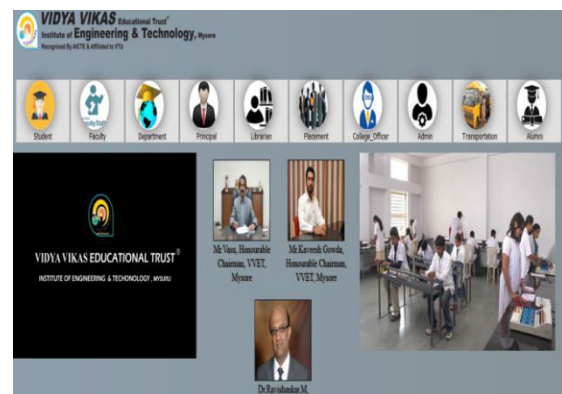 VIDYA VIKAS Educational Trust®
Institute of Engineering & Technology, Mysore
Recognised By AICTE & Affiliated to VTU
Student
Faculty
Department
Principal
Librarian
Placement
College_Officer
Admin
Transportation
Alumni
VIDYA VIKAS EDUCATIONAL TRUST®
INSTITUTE OF ENGINEERING & TECHONOLOGY, MYSURU
Mr.Vasu, Honourable
Chairman, VVET,
Mysore
Mr.Kaveesh Gowda,
Honourable Chairman,
VVET, Mysore
Dr.Ravishankar.M,